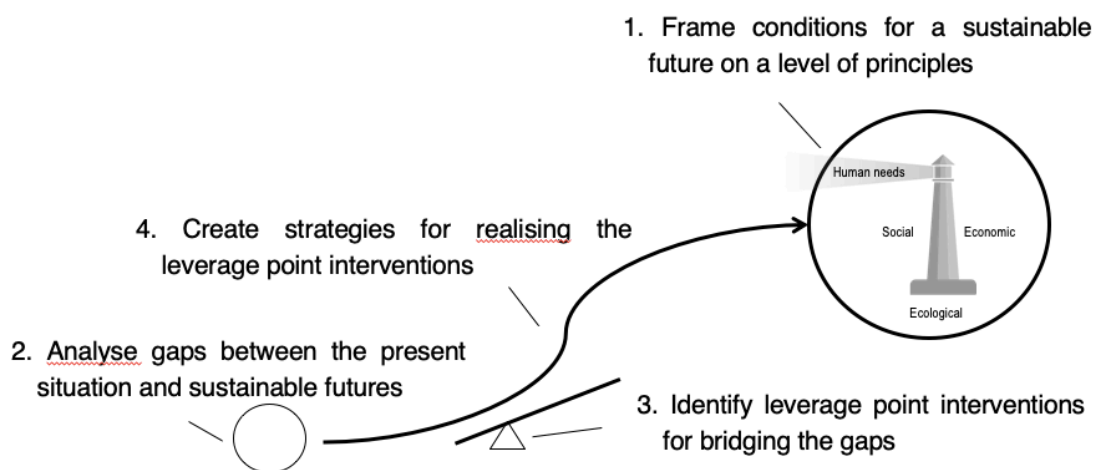 1. Frame conditions for a sustainable
future on a level of principles
Human needs
Social
Economic
Ecological
4. Create strategies for realising the
leverage point interventions
2. Analyse gaps between the present
situation and sustainable futures
3. Identify leverage point interventions
for bridging the gaps